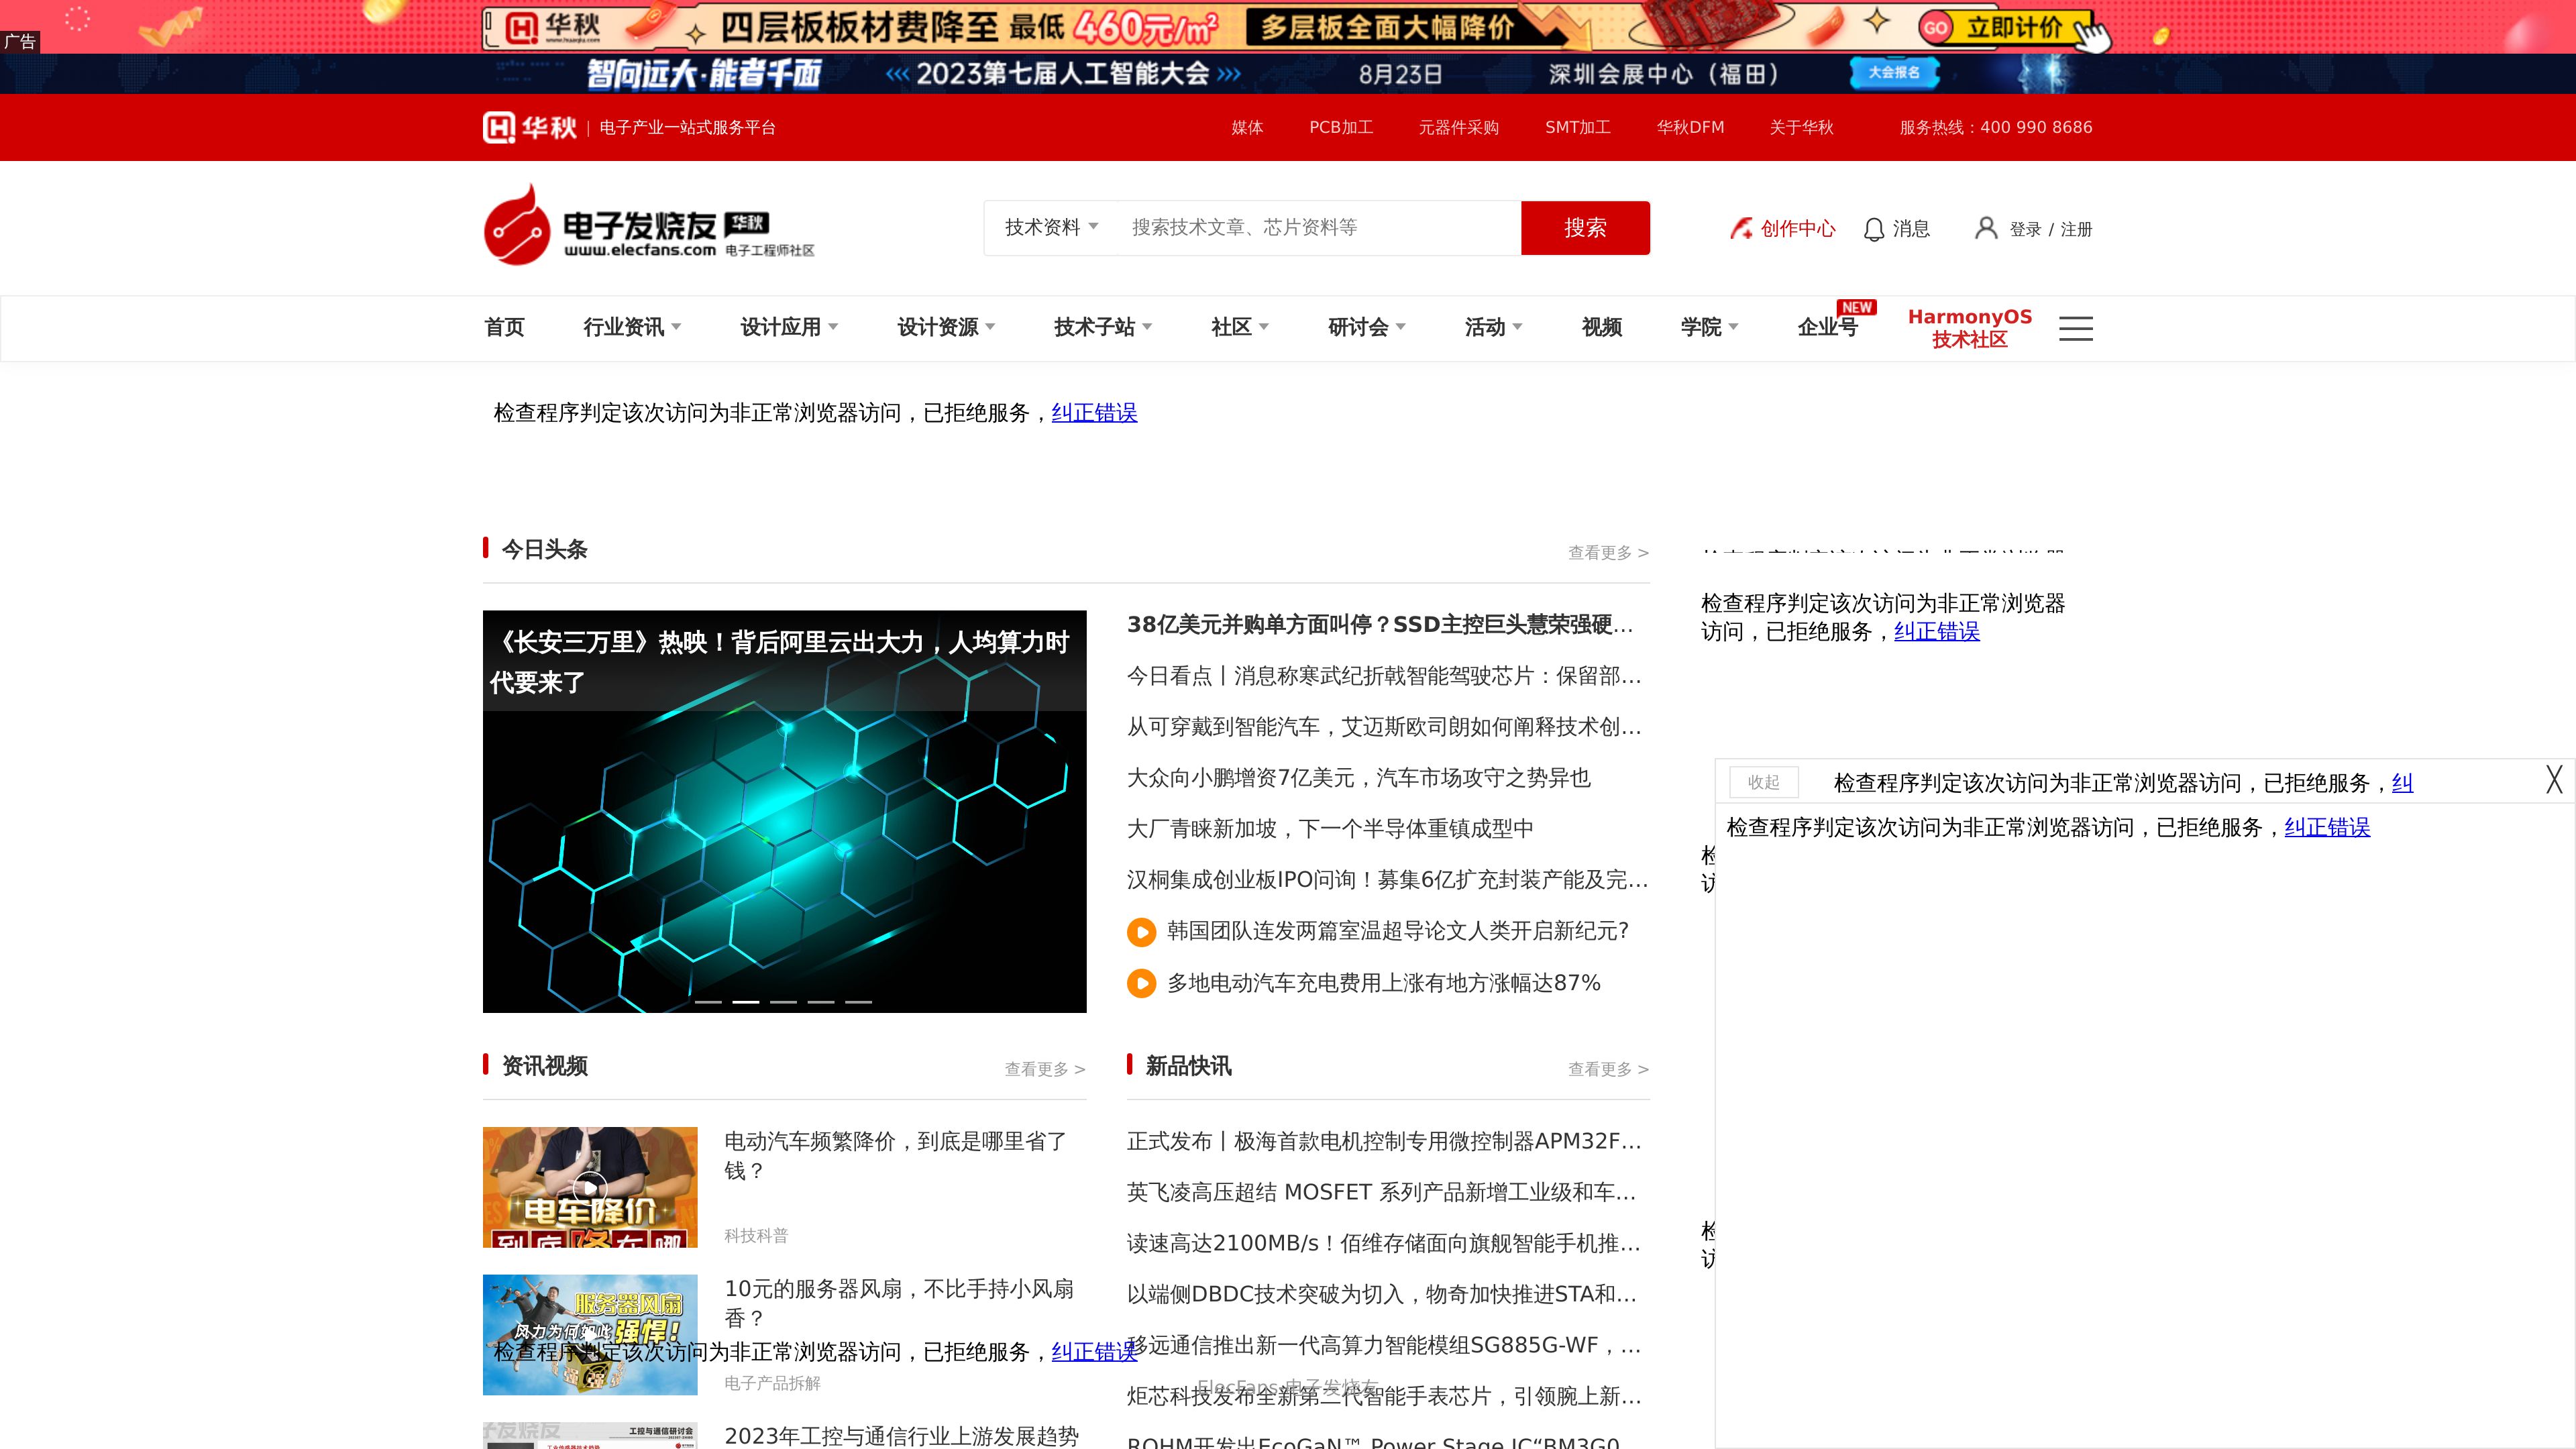 华秋
www.huaqiu.com
四层板板材费降至 最低 460元/m²
多层板全面大幅降价
GO 立即计价
广告
智向远大·能者千面
2023第七届人工智能大会
8月23日
深圳会展中心（福田）
大会报名
华秋 | 电子产业一站式服务平台
媒体
PCB加工
元器件采购
SMT加工
华秋DFM
关于华秋
服务热线：400 990 8686
电子发烧友 华秋
www.elecfans.com 电子工程师社区
技术资料
搜索技术文章、芯片资料等
搜索
创作中心
消息
登录 / 注册
首页
行业资讯
设计应用
设计资源
技术子站
社区
研讨会
活动
视频
学院
企业号
NEW
HarmonyOS
技术社区
检查程序判定该次访问为非正常浏览器访问，已拒绝服务，纠正错误
今日头条
查看更多 >
检查程序判定该次访问为非正常浏览器
访问，已拒绝服务，纠正错误
《长安三万里》热映！背后阿里云出大力，人均算力时
代要来了
38亿美元并购单方面叫停？SSD主控巨头慧荣强硬…
今日看点丨消息称寒武纪折戟智能驾驶芯片：保留部…
从可穿戴到智能汽车，艾迈斯欧司朗如何阐释技术创…
大众向小鹏增资7亿美元，汽车市场攻守之势异也
大厂青睐新加坡，下一个半导体重镇成型中
汉桐集成创业板IPO问询！募集6亿扩充封装产能及完…
韩国团队连发两篇室温超导论文人类开启新纪元?
多地电动汽车充电费用上涨有地方涨幅达87%
收起
检查程序判定该次访问为非正常浏览器访问，已拒绝服务，纠
╳
检查程序判定该次访问为非正常浏览器访问，已拒绝服务，纠正错误
检
访
检
访
资讯视频
查看更多 >
电车降价
到底降在哪
电动汽车频繁降价，到底是哪里省了
钱？
科技科普
服务器风扇
风力为何如此强悍！
10元的服务器风扇，不比手持小风扇
香？
电子产品拆解
检查程序判定该次访问为非正常浏览器访问，已拒绝服务，纠正错误
子发烧友
工控与通信研讨会
2023年工控与通信行业上游发展趋势
新品快讯
查看更多 >
正式发布丨极海首款电机控制专用微控制器APM32F…
英飞凌高压超结 MOSFET 系列产品新增工业级和车…
读速高达2100MB/s！佰维存储面向旗舰智能手机推…
以端侧DBDC技术突破为切入，物奇加快推进STA和…
移远通信推出新一代高算力智能模组SG885G-WF，…
ElecFans 电子发烧友
炬芯科技发布全新第二代智能手表芯片，引领腕上新…
ROHM开发出EcoGaN™ Power Stage IC“BM3G0…